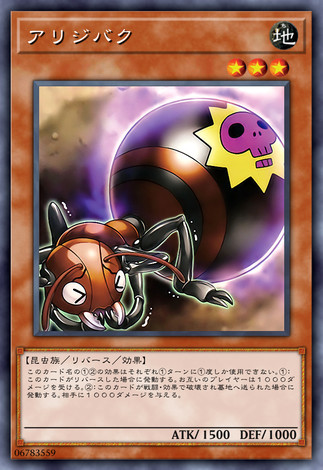 アリジバク
地
【昆虫族／リバース／効果】
このカード名の①②の効果はそれぞれ１ターンに１度しか使用できない。①：
このカードがリバースした場合に発動する。お互いのプレイヤーは１０００ダメ
ージを受ける。②：このカードが戦闘・効果で破壊され墓地へ送られた場合に発
動する。相手に１０００ダメージを与える。
ATK/ 1500 DEF/1000
06783559